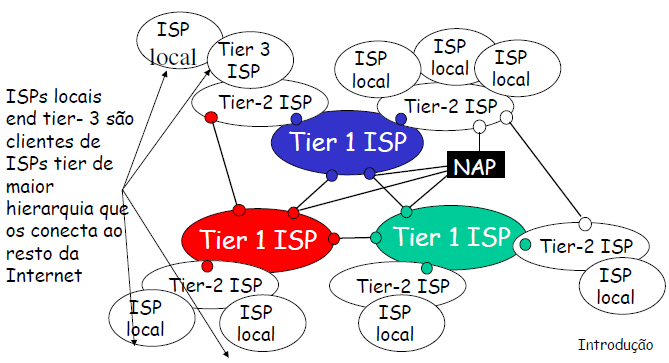 ISP
local
Tier 3
ISP
ISP
local
ISP
local
ISP
local
ISPs locais
end tier- 3 são
clientes de
ISPs tier de
maior
hierarquia que
os conecta ao
resto da
Internet
Tier-2 ISP
Tier-2 ISP
Tier 1 ISP
NAP
Tier 1 ISP
Tier 1 ISP
Tier-2 ISP
Tier-2 ISP
Tier-2 ISP
ISP
local
ISP
local
ISP
local
ISP
local
Introdução